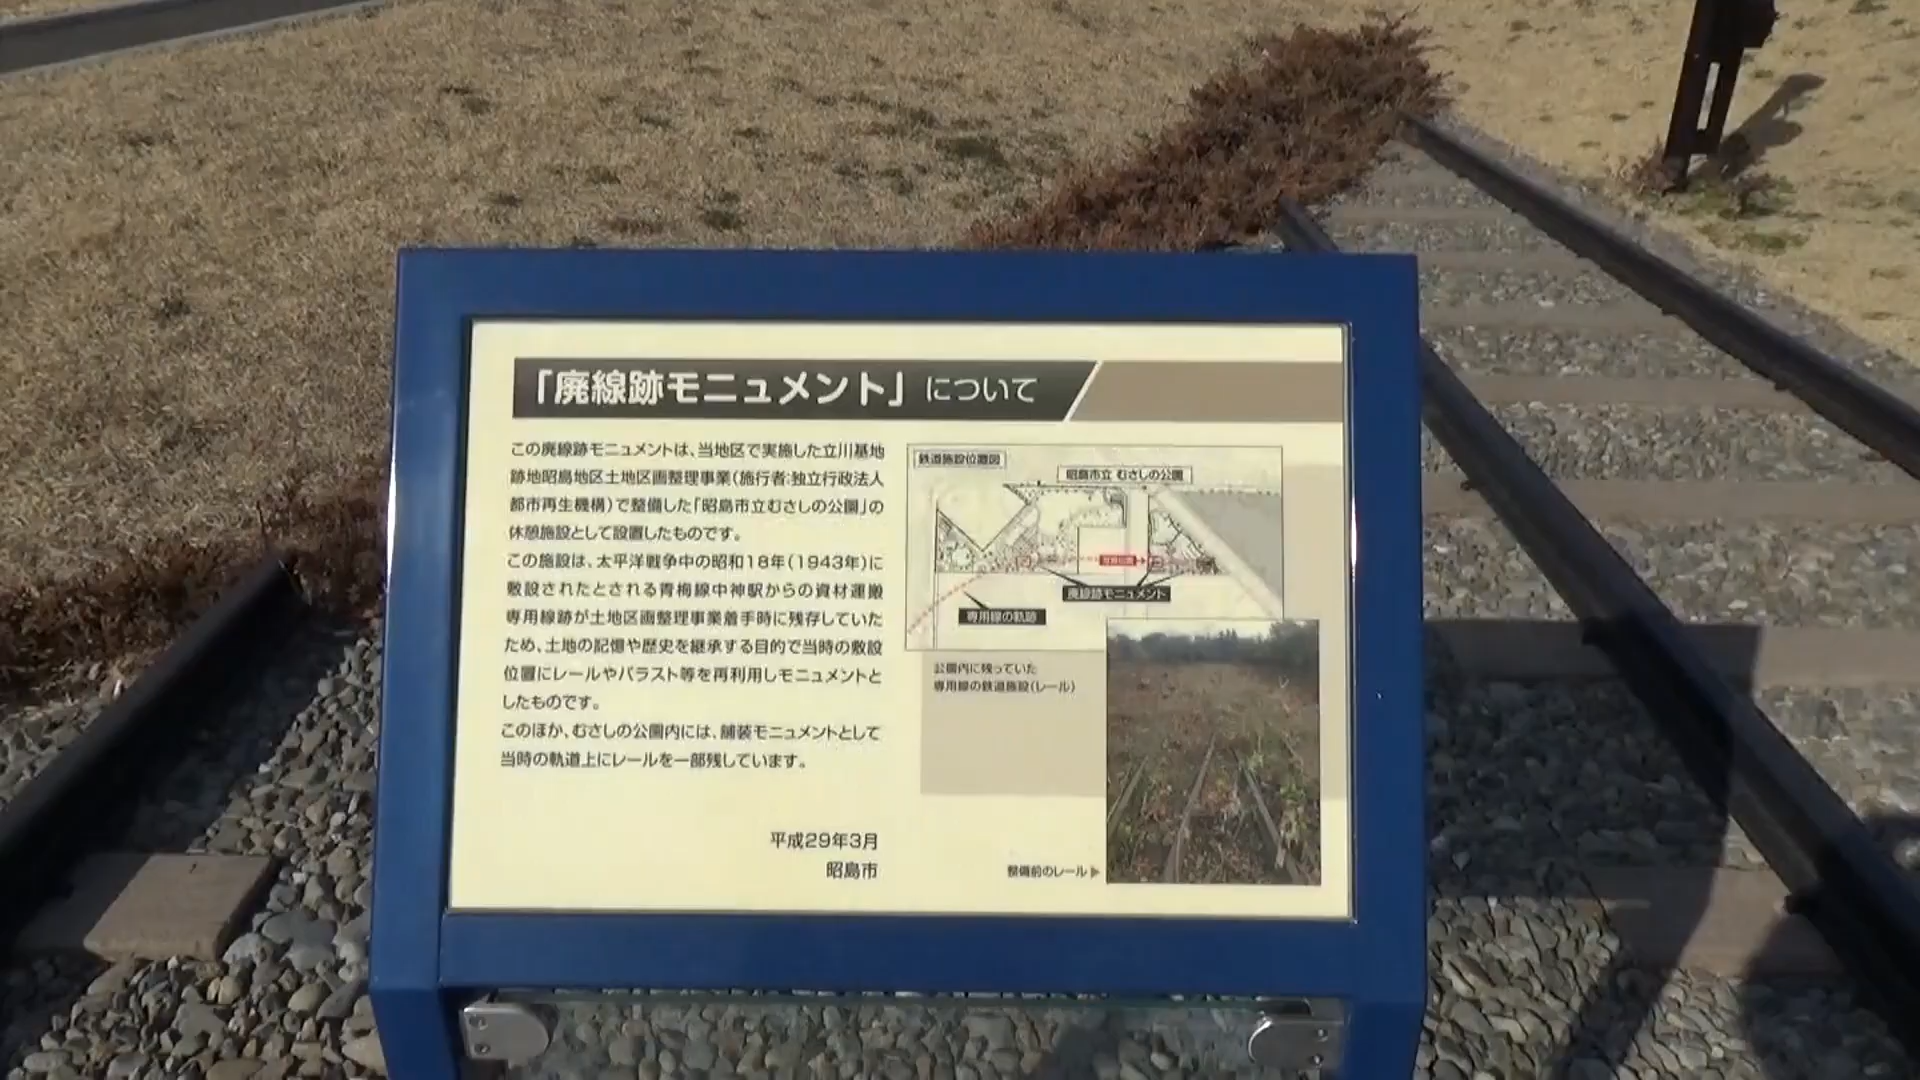 「廃線跡モニュメント」について
この廃線跡モニュメントは、当地区で実施した立川基地
跡地昭島地区土地区画整理事業(施行者:独立行政法人
都市再生機構)で整備した「昭島市立むさしの公園」の
休憩施設として設置したものです。
この施設は、太平洋戦争中の昭和18年(1943年)に
敷設されたとされる青梅線中神駅からの資材運搬
専用線跡が土地区画整理事業着手時に残存していた
ため、土地の記憶や歴史を継承する目的で当時の敷設
位置にレールやバラスト等を再利用しモニュメントと
したものです。
このほか、むさしの公園内には、舗装モニュメントとして
当時の軌道上にレールを一部残しています。
平成29年3月
昭島市
鉄道施設位置図
昭島市立 むさしの公園
廃線跡モニュメント
専用線の軌跡
公園内に残っていた
専用線の鉄道施設(レール)
整備前のレール▶